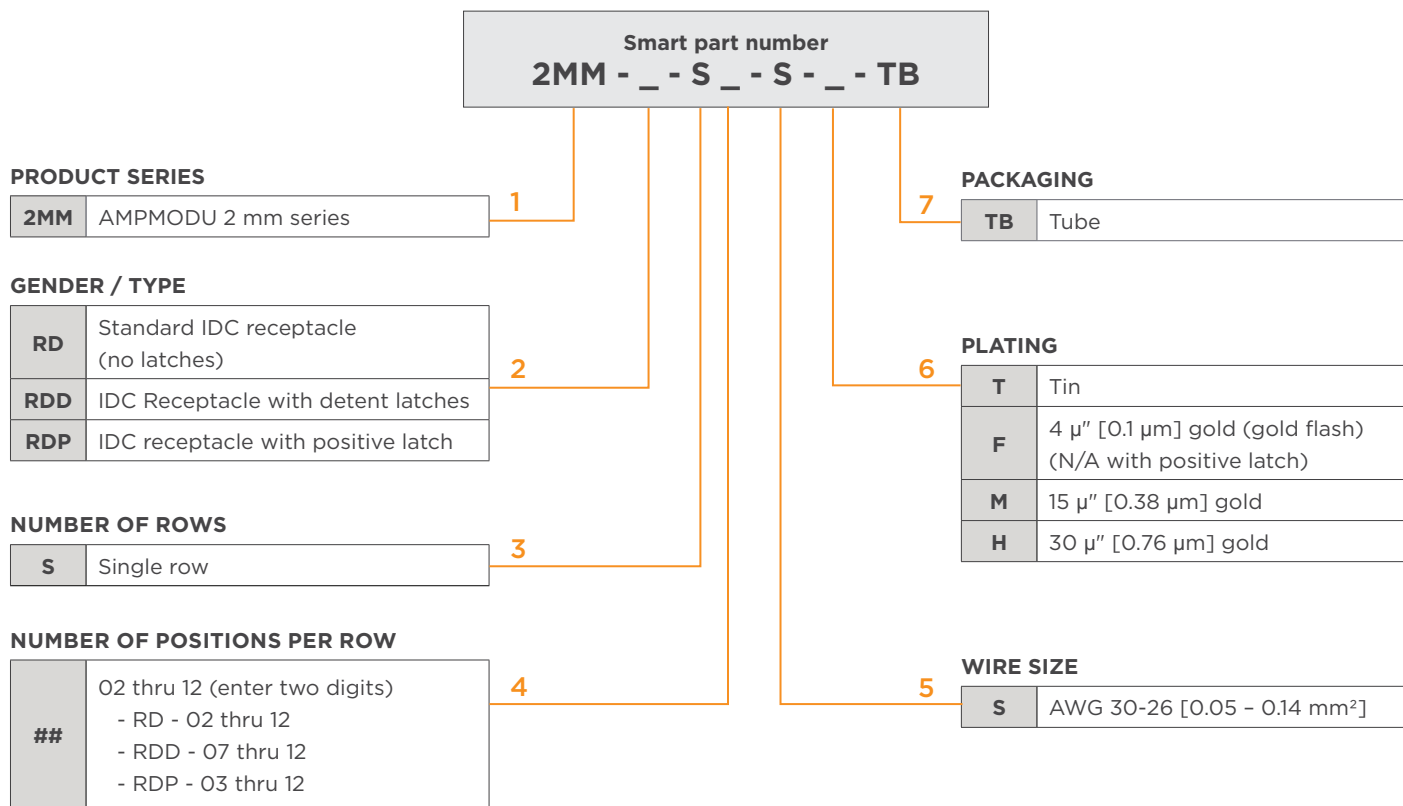 Smart part number
2MM - _ - S _ - S - _ - TB
PRODUCT SERIES
1
2MM AMPMODU 2 mm series
GENDER / TYPE
RD Standard IDC receptacle
(no latches)
2
RDD IDC Receptacle with detent latches
RDP IDC receptacle with positive latch
NUMBER OF ROWS
3
S Single row
NUMBER OF POSITIONS PER ROW
4
## 02 thru 12 (enter two digits)
- RD - 02 thru 12
- RDD - 07 thru 12
- RDP - 03 thru 12
PACKAGING
7
TB Tube
PLATING
6
T Tin
F 4 µ" [0.1 µm] gold (gold flash)
(N/A with positive latch)
M 15 µ" [0.38 µm] gold
H 30 µ" [0.76 µm] gold
WIRE SIZE
5
S AWG 30-26 [0.05 – 0.14 mm²]